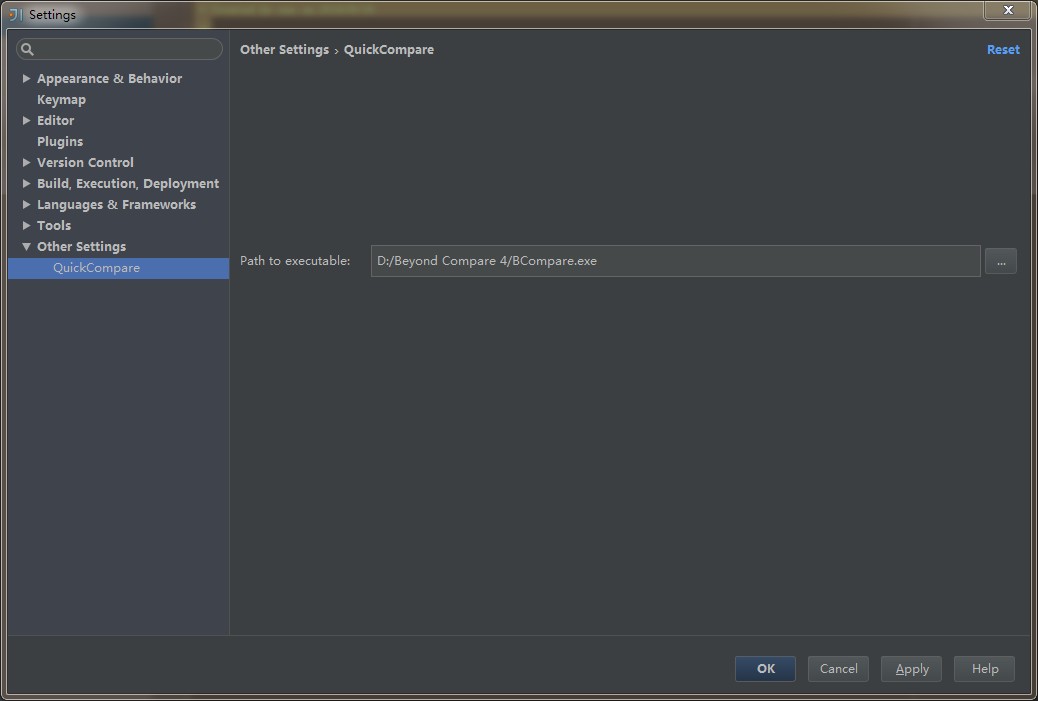 Settings
Other Settings › QuickCompare
Reset
Appearance & Behavior
Keymap
Editor
Plugins
Version Control
Build, Execution, Deployment
Languages & Frameworks
Tools
Other Settings
QuickCompare
Path to executable: D:/Beyond Compare 4/BCompare.exe ...
OK Cancel Apply Help